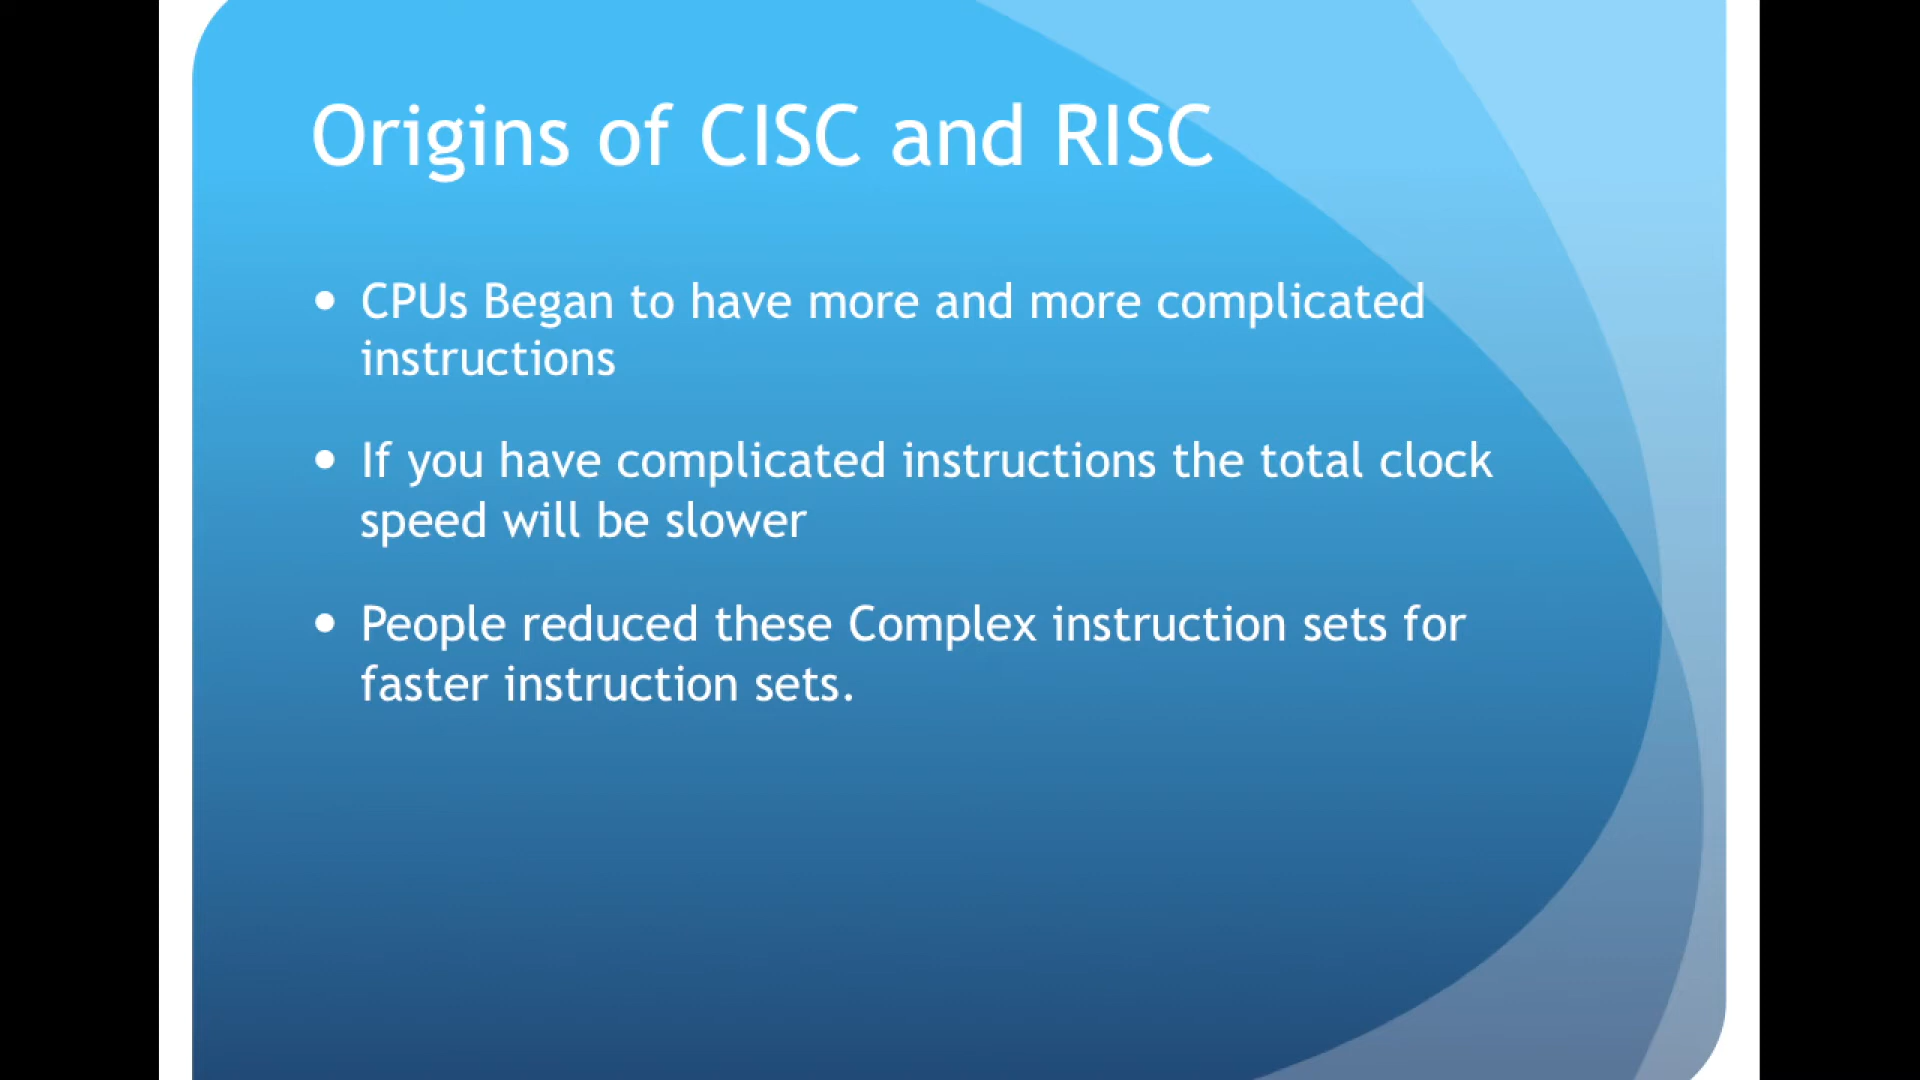 Origins of CISC and RISC
• CPUs Began to have more and more complicated
instructions
• If you have complicated instructions the total clock
speed will be slower
• People reduced these Complex instruction sets for
faster instruction sets.